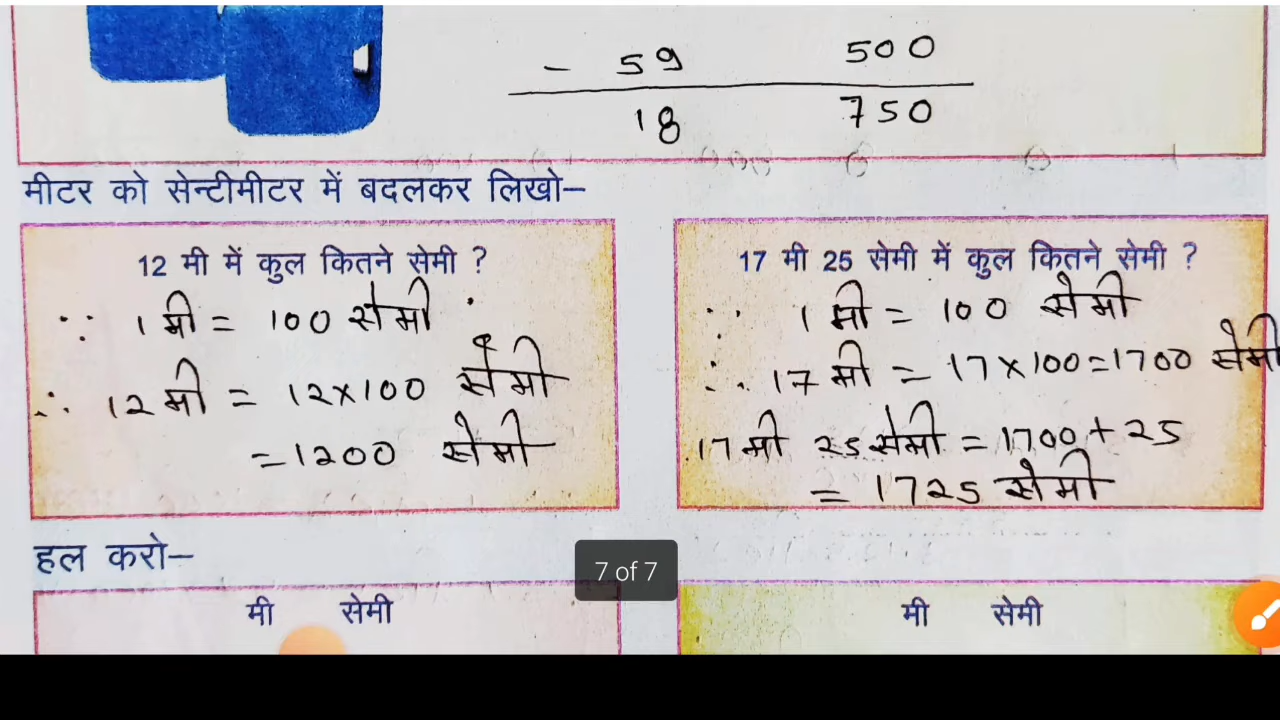 - 59 500
18 750
मीटर को सेन्टीमीटर में बदलकर लिखो-
12 मी में कुल कितने सेमी ?
∵ 1 मी = 100 सेमी
∴ 12 मी = 12×100 सेमी
=1200 सेमी
17 मी 25 सेमी में कुल कितने सेमी ?
∵ 1 मी = 100 सेमी
∴ 17 मी = 17×100=1700 सेमी
17 मी 25 सेमी = 1700+25
= 1725 सेमी
हल करो-
7 of 7
मी सेमी
मी सेमी